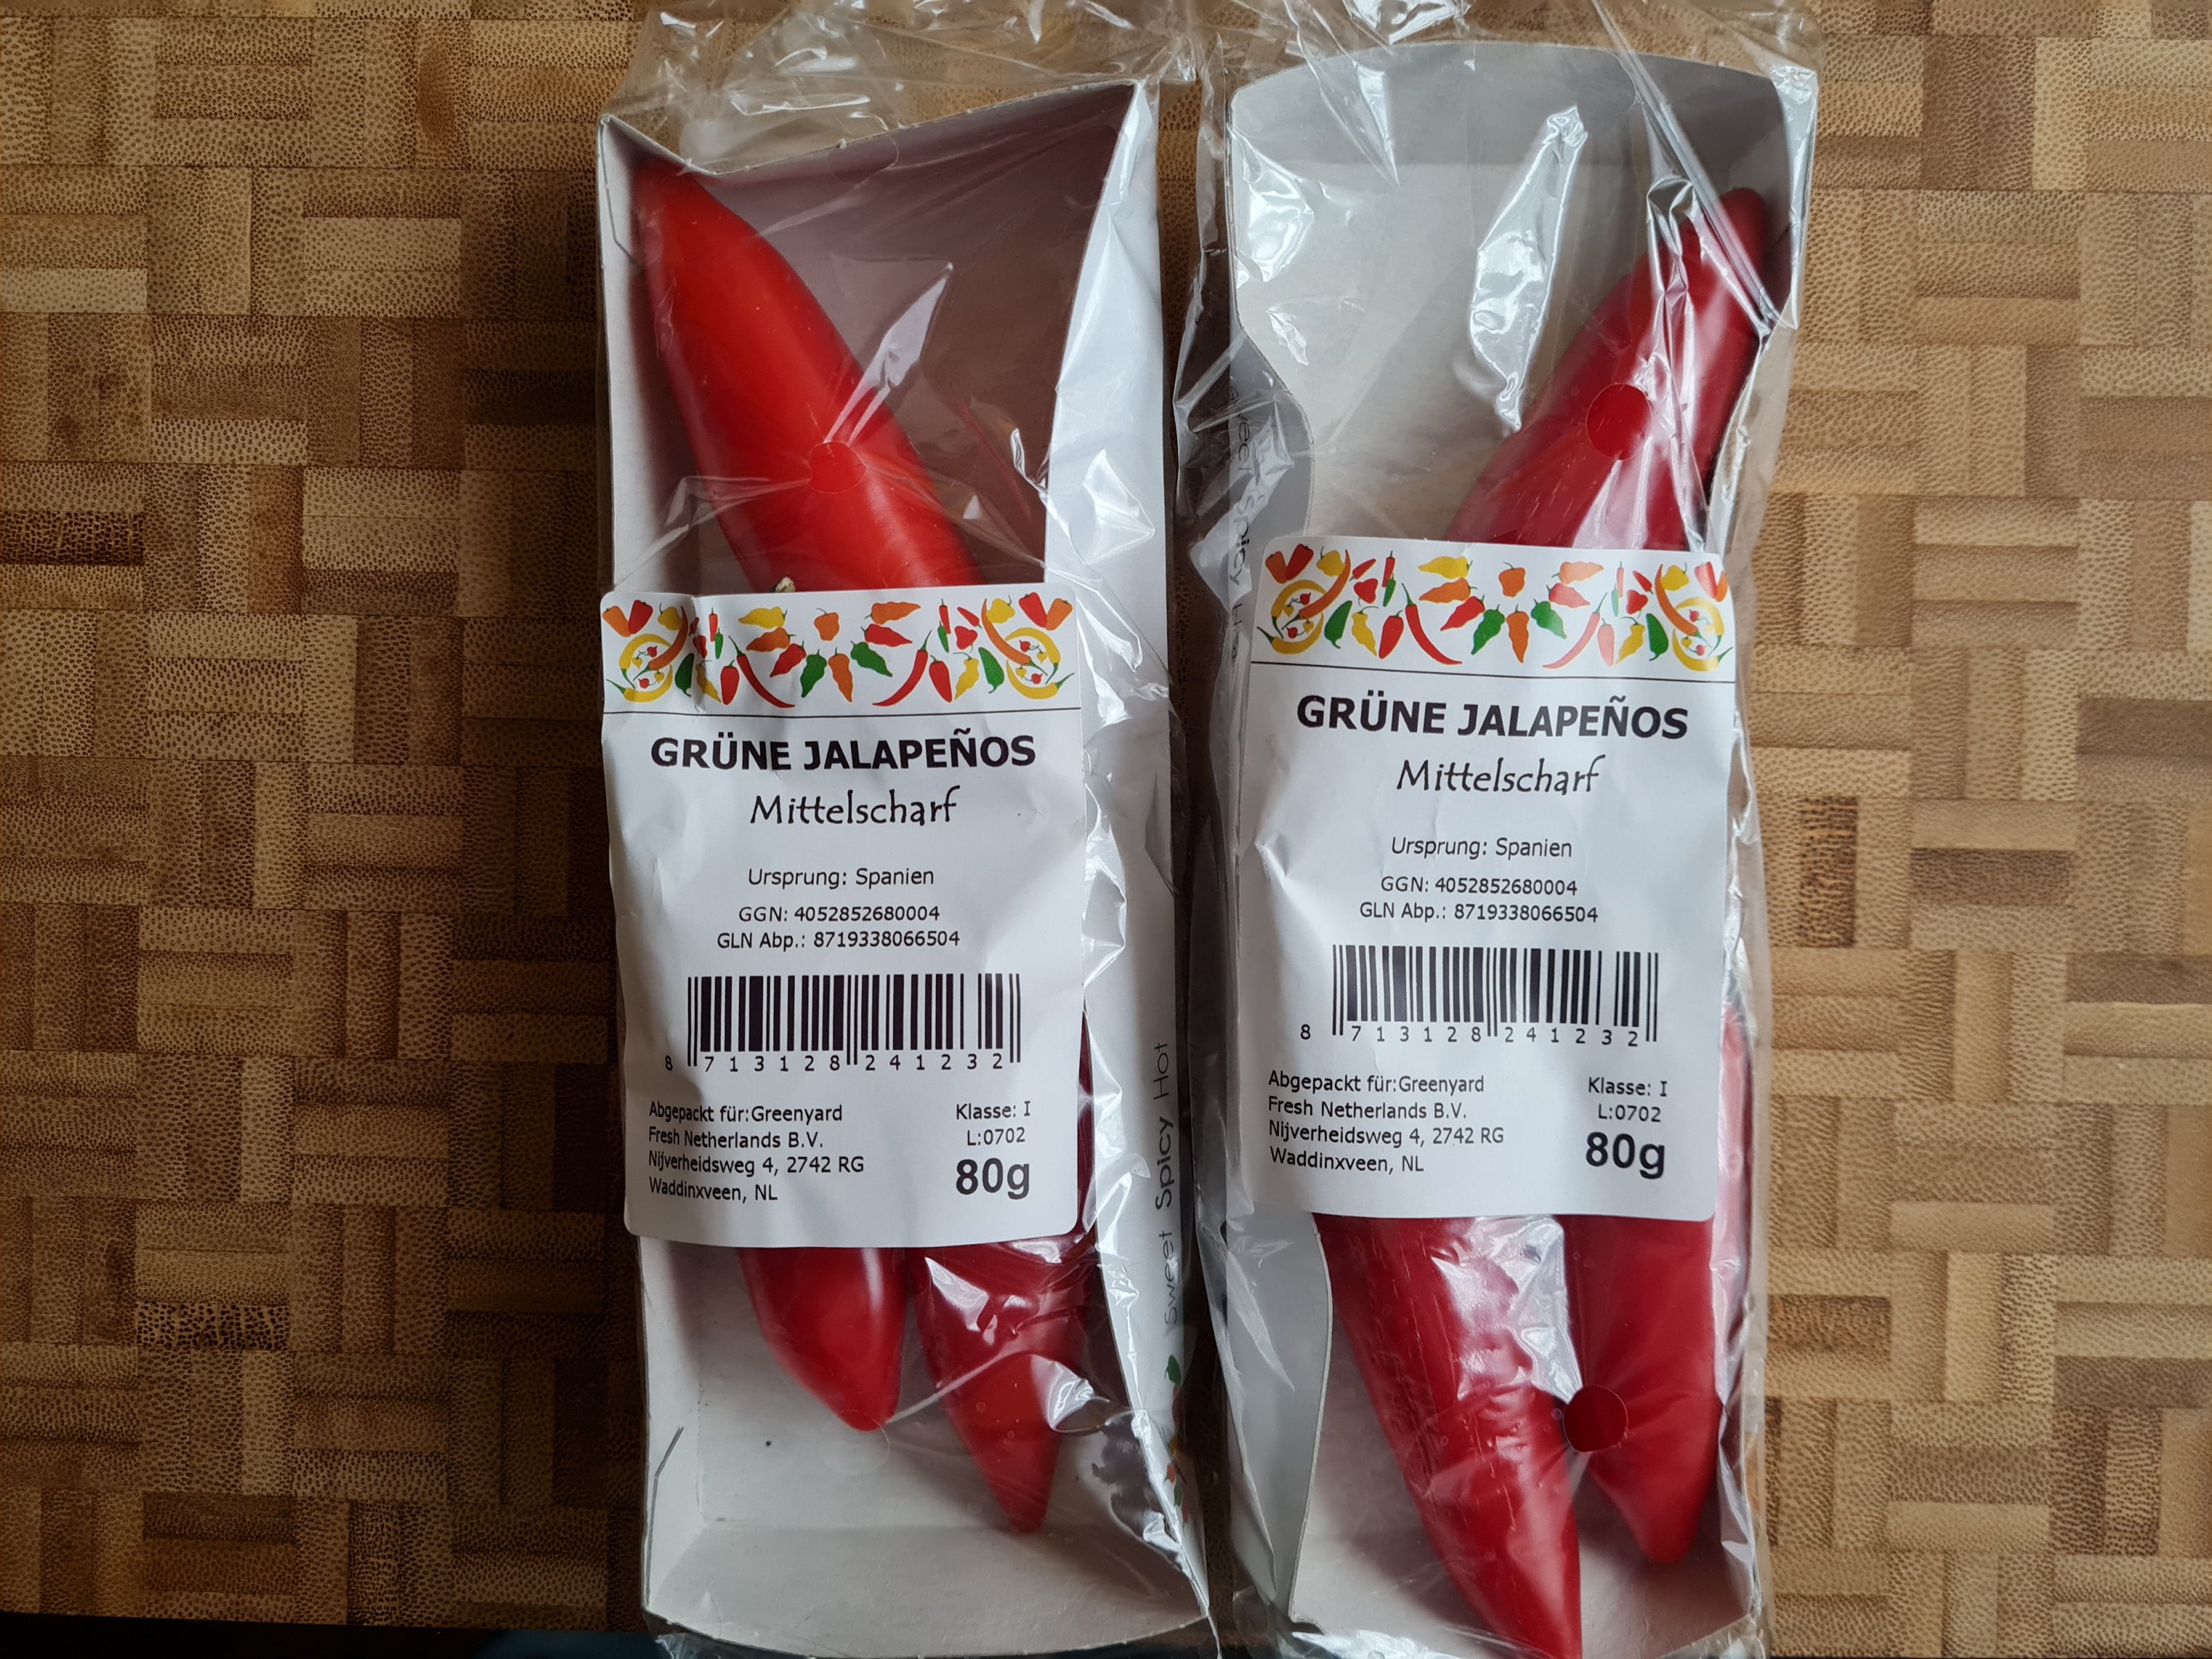 GRÜNE JALAPEÑOS
Mittelscharf
Ursprung: Spanien
GGN: 4052852680004
GLN Abp.: 8719338066504
8 713128 241232
Abgepackt für:Greenyard
Fresh Netherlands B.V.
Nijverheidsweg 4, 2742 RG
Waddinxveen, NL
Klasse: I
L:0702
80g
Sweet Spicy Hot
GRÜNE JALAPEÑOS
Mittelscharf
Ursprung: Spanien
GGN: 4052852680004
GLN Abp.: 8719338066504
8 713128 241232
Abgepackt für:Greenyard
Fresh Netherlands B.V.
Nijverheidsweg 4, 2742 RG
Waddinxveen, NL
Klasse: I
L:0702
80g
Spicy